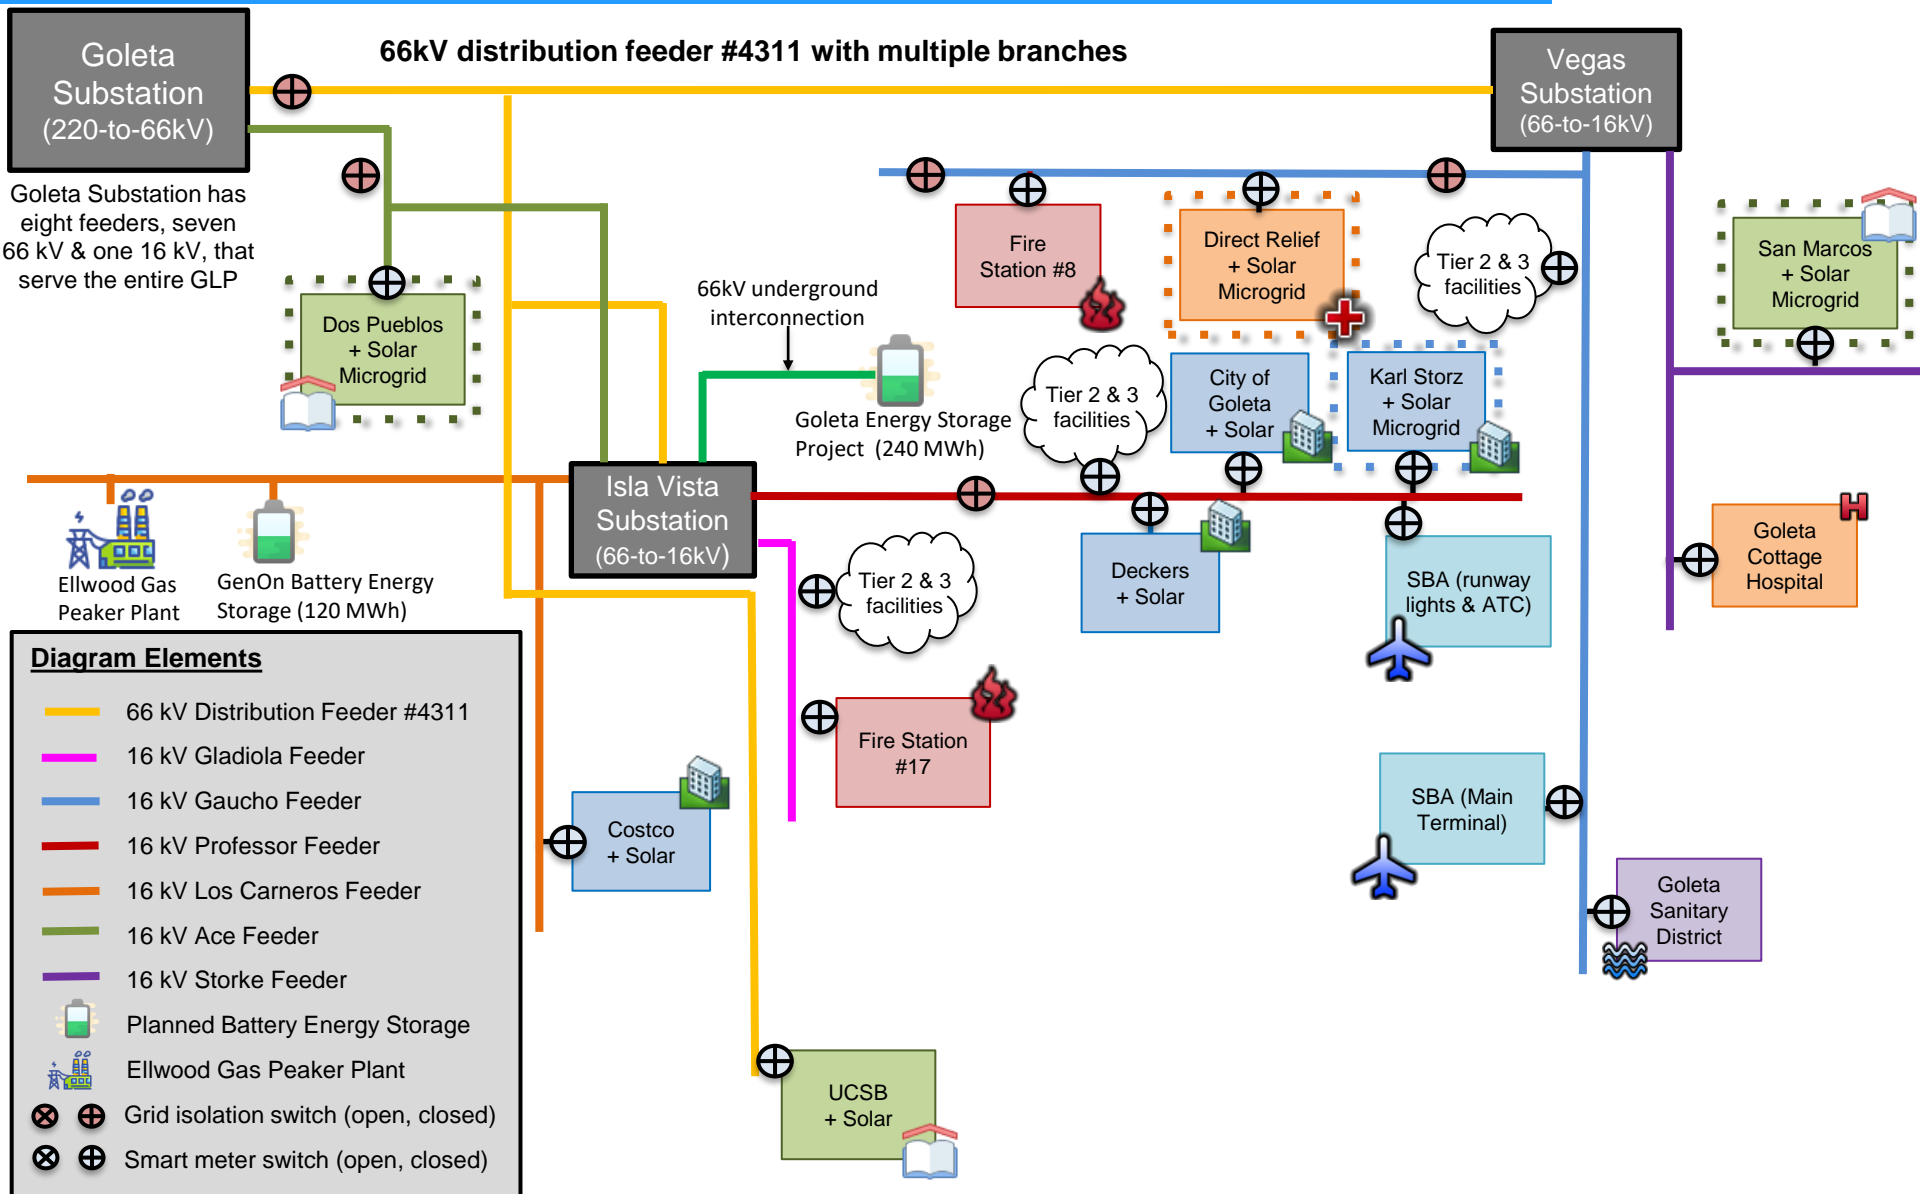 66kV distribution feeder #4311 with multiple branches
Goleta
Substation
(220-to-66kV)
Vegas
Substation
(66-to-16kV)
Goleta Substation has
eight feeders, seven
66 kV & one 16 kV, that
serve the entire GLP
Dos Pueblos
+ Solar
Microgrid
66kV underground
interconnection
Goleta Energy Storage
Project (240 MWh)
Fire
Station #8
Direct Relief
+ Solar
Microgrid
Tier 2 & 3
facilities
San Marcos
+ Solar
Microgrid
Tier 2 & 3
facilities
City of
Goleta
+ Solar
Karl Storz
+ Solar
Microgrid
Isla Vista
Substation
(66-to-16kV)
Ellwood Gas
Peaker Plant
GenOn Battery Energy
Storage (120 MWh)
Tier 2 & 3
facilities
Deckers
+ Solar
SBA (runway
lights & ATC)
H
Goleta
Cottage
Hospital
Fire Station
#17
Costco
+ Solar
SBA (Main
Terminal)
Goleta
Sanitary
District
UCSB
+ Solar
Diagram Elements
66 kV Distribution Feeder #4311
16 kV Gladiola Feeder
16 kV Gaucho Feeder
16 kV Professor Feeder
16 kV Los Carneros Feeder
16 kV Ace Feeder
16 kV Storke Feeder
Planned Battery Energy Storage
Ellwood Gas Peaker Plant
Grid isolation switch (open, closed)
Smart meter switch (open, closed)